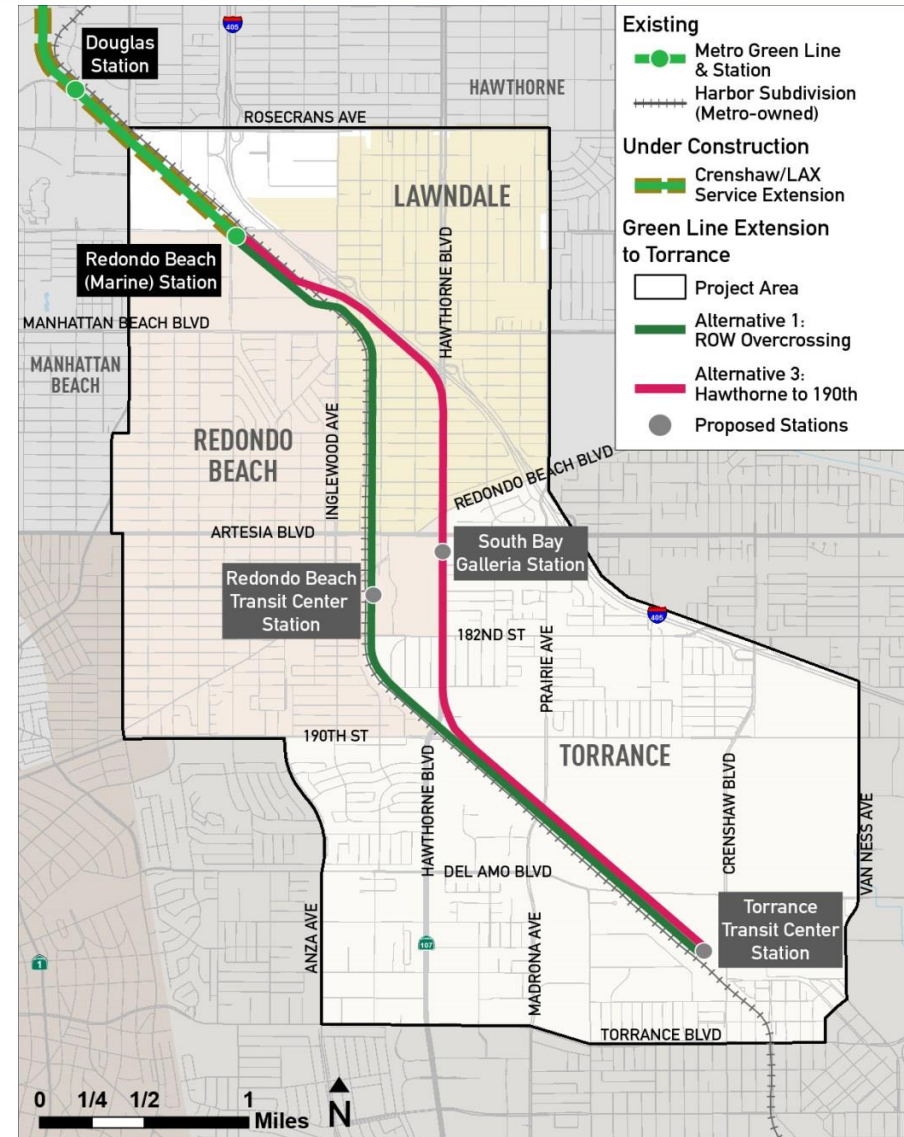 Douglas
Station
405
HAWTHORNE
ROSECRANS AVE
LAWNDALE
HAWTHORNE BLVD
Redondo Beach
(Marine) Station
MANHATTAN BEACH BLVD
MANHATTAN
BEACH
REDONDO
BEACH
INGLEWOOD AVE
REDONDO BEACH BLVD
ARTESIA BLVD
South Bay
Galleria Station
Redondo Beach
Transit Center
Station
405
182ND ST
PRAIRIE AVE
190TH ST
TORRANCE
HAWTHORNE BLVD
CRENSHAW BLVD
VAN NESS AVE
DEL AMO BLVD
ANZA AVE
107
MADRONA AVE
Torrance
Transit Center
Station
1
TORRANCE BLVD
0 1/4 1/2 1
Miles
N
Existing
Metro Green Line
& Station
Harbor Subdivision
(Metro-owned)
Under Construction
Crenshaw/LAX
Service Extension
Green Line Extension
to Torrance
Project Area
Alternative 1:
ROW Overcrossing
Alternative 3:
Hawthorne to 190th
Proposed Stations